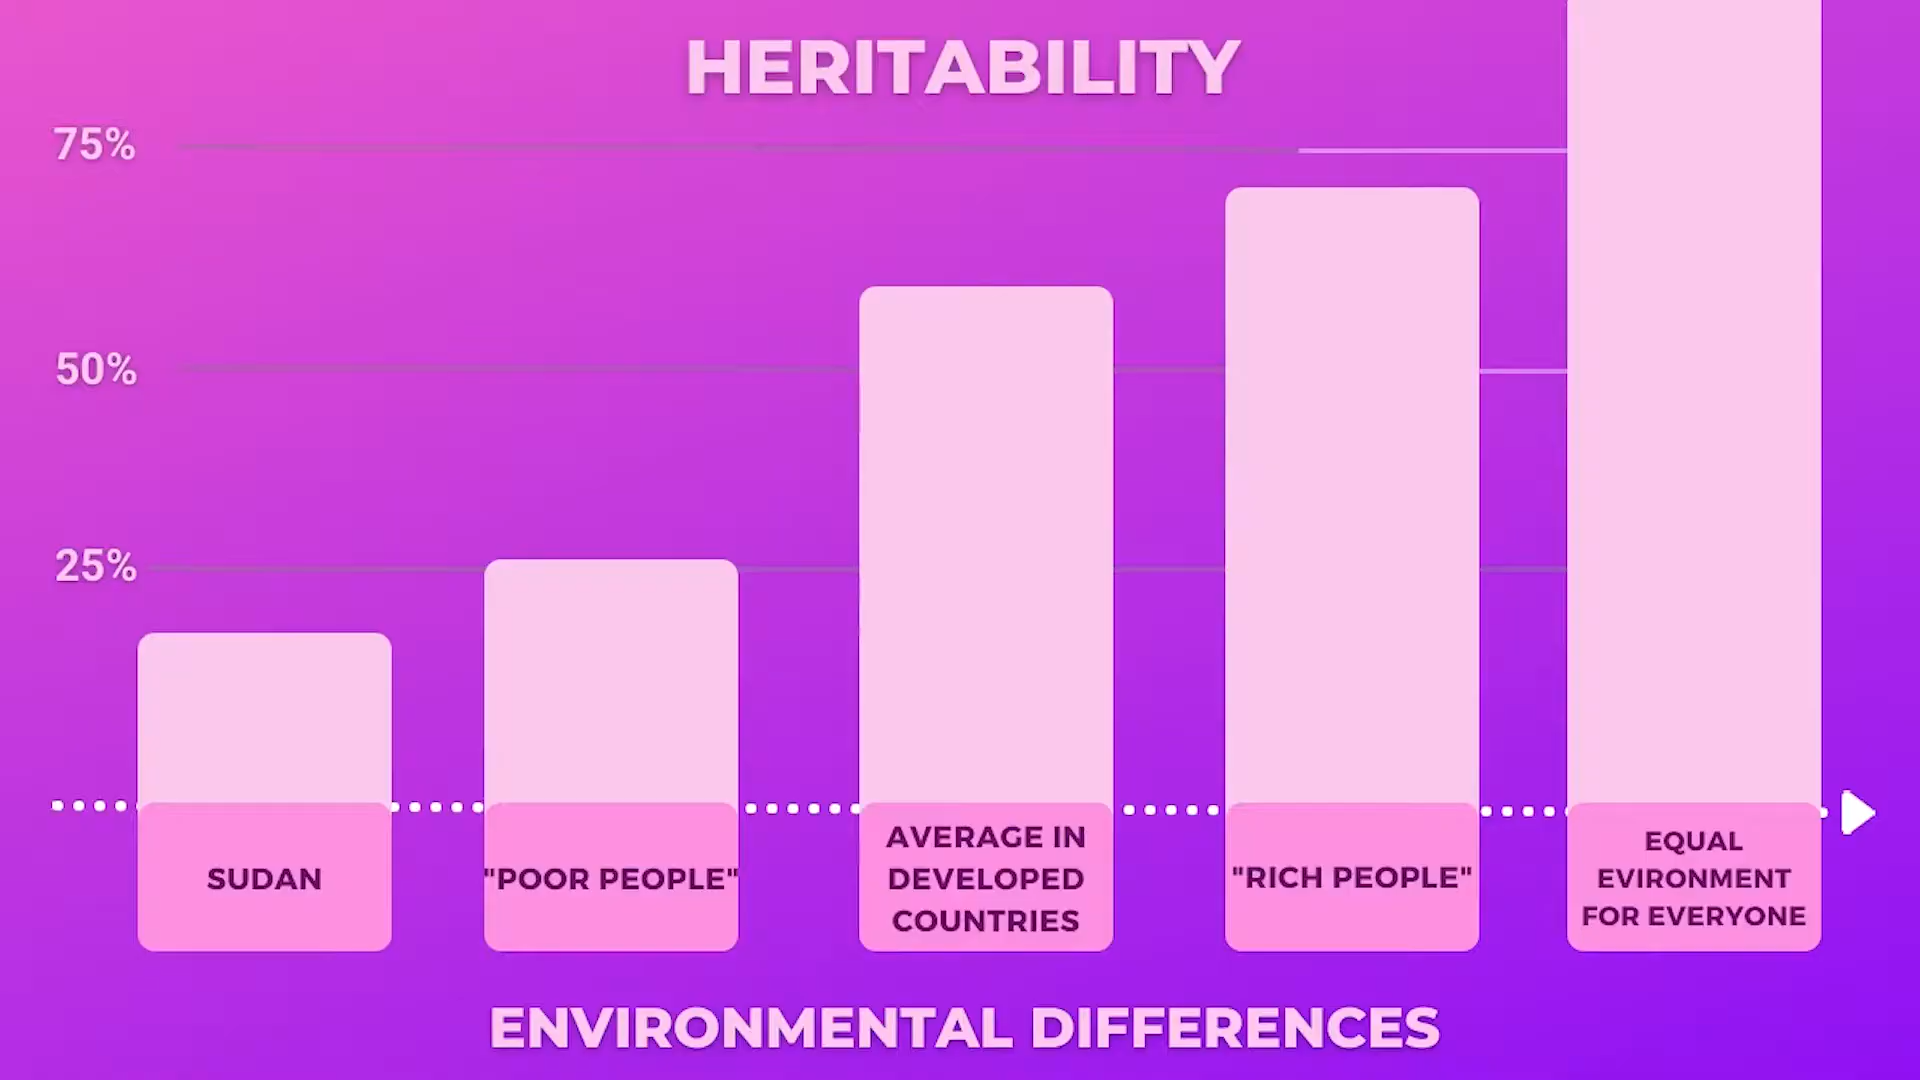 HERITABILITY
75%
50%
25%
SUDAN
"POOR PEOPLE"
AVERAGE IN
DEVELOPED
COUNTRIES
"RICH PEOPLE"
EQUAL
EVIRONMENT
FOR EVERYONE
ENVIRONMENTAL DIFFERENCES